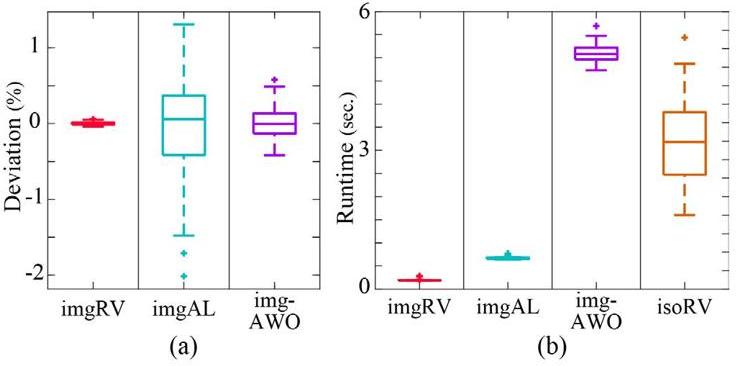 Deviation (%)
1
0
-1
-2
imgRV
imgAL
img-
AWO
(a)
Runtime (sec.)
6
3
0
imgRV
imgAL
img-
AWO
isoRV
(b)